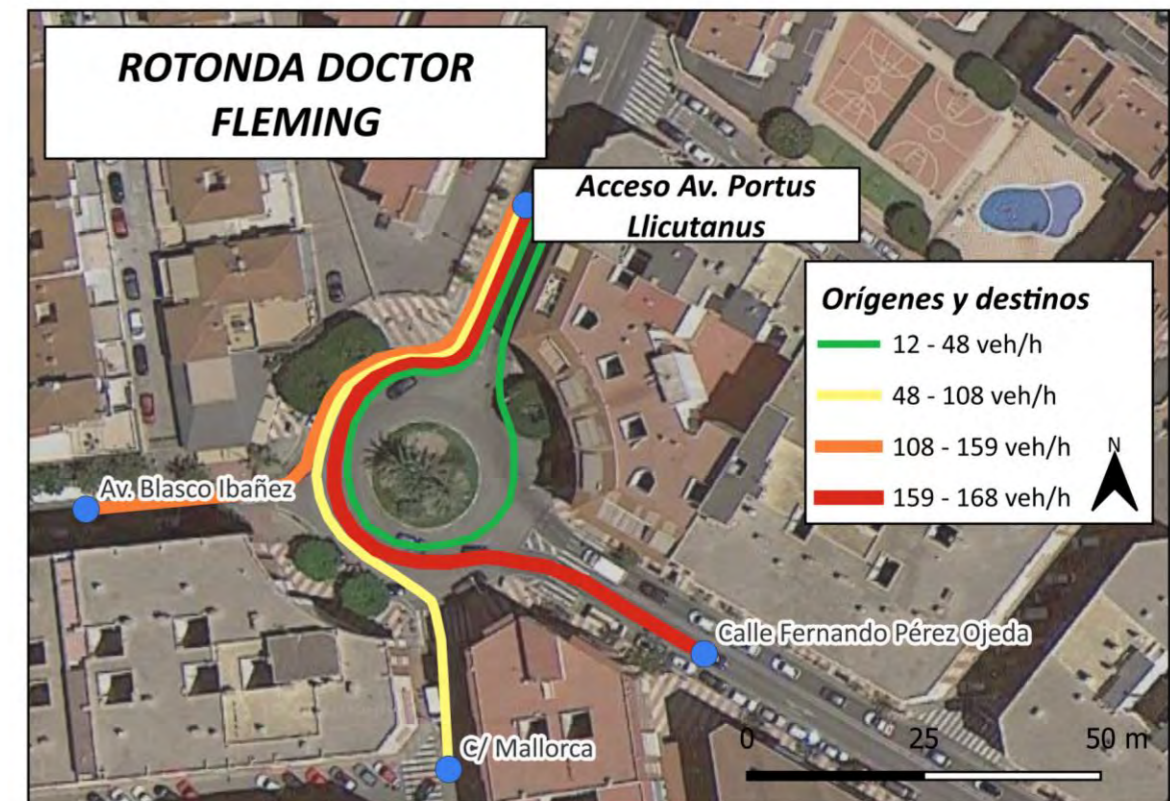 ROTONDA DOCTOR
FLEMING
Acceso Av. Portus
Llicutanus
Orígenes y destinos
12 - 48 veh/h
48 - 108 veh/h
108 - 159 veh/h
159 - 168 veh/h
N
Av. Blasco Ibañez
Calle Fernando Pérez Ojeda
C/ Mallorca
0 25 50 m